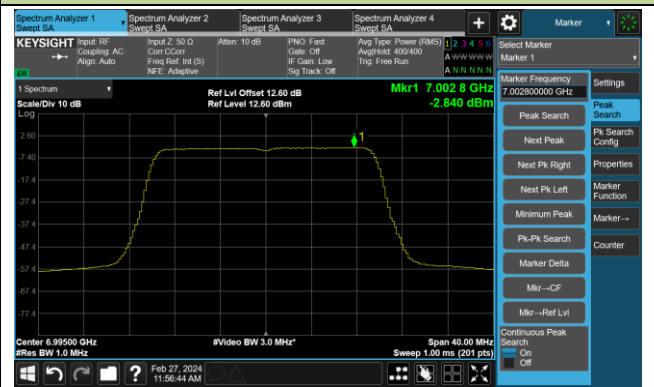 Spectrum Analyzer 1
Swept SA
Spectrum Analyzer 2
Swept SA
Spectrum Analyzer 3
Swept SA
Spectrum Analyzer 4
Swept SA
+
Marker
KEYSIGHT
Input: RF
Coupling: AC
Align: Auto
Input Z: 50 Ω
Corr CCorr
Freq Ref: Int (S)
NFE: Adaptive
Atten: 10 dB
PNO: Fast
Gate: Off
IF Gain: Low
Sig Track: Off
Avg Type: Power (RMS)
Avg|Hold: 400/400
Trig: Free Run
1 2 3 4 5 6
A W W W W W
A N N N N N
LXI
Select Marker
Marker 1
1 Spectrum
Scale/Div 10 dB
Log
Ref Lvl Offset 12.60 dB
Ref Level 12.60 dBm
Mkr1 7.002 8 GHz
-2.840 dBm
2.60
-7.40
-17.4
-27.4
-37.4
-47.4
-57.4
-67.4
-77.4
1
Center 6.99500 GHz
#Res BW 1.0 MHz
#Video BW 3.0 MHz*
Span 40.00 MHz
Sweep 1.00 ms (201 pts)
Marker Frequency
7.002800000 GHz
Peak Search
Next Peak
Next Pk Right
Next Pk Left
Minimum Peak
Pk-Pk Search
Marker Delta
Mkr→CF
Mkr→Ref Lvl
Continuous Peak
Search
On
Off
Settings
Peak
Search
Pk Search
Config
Properties
Marker
Function
Marker→
Counter
?
Feb 27, 2024
11:56:44 AM